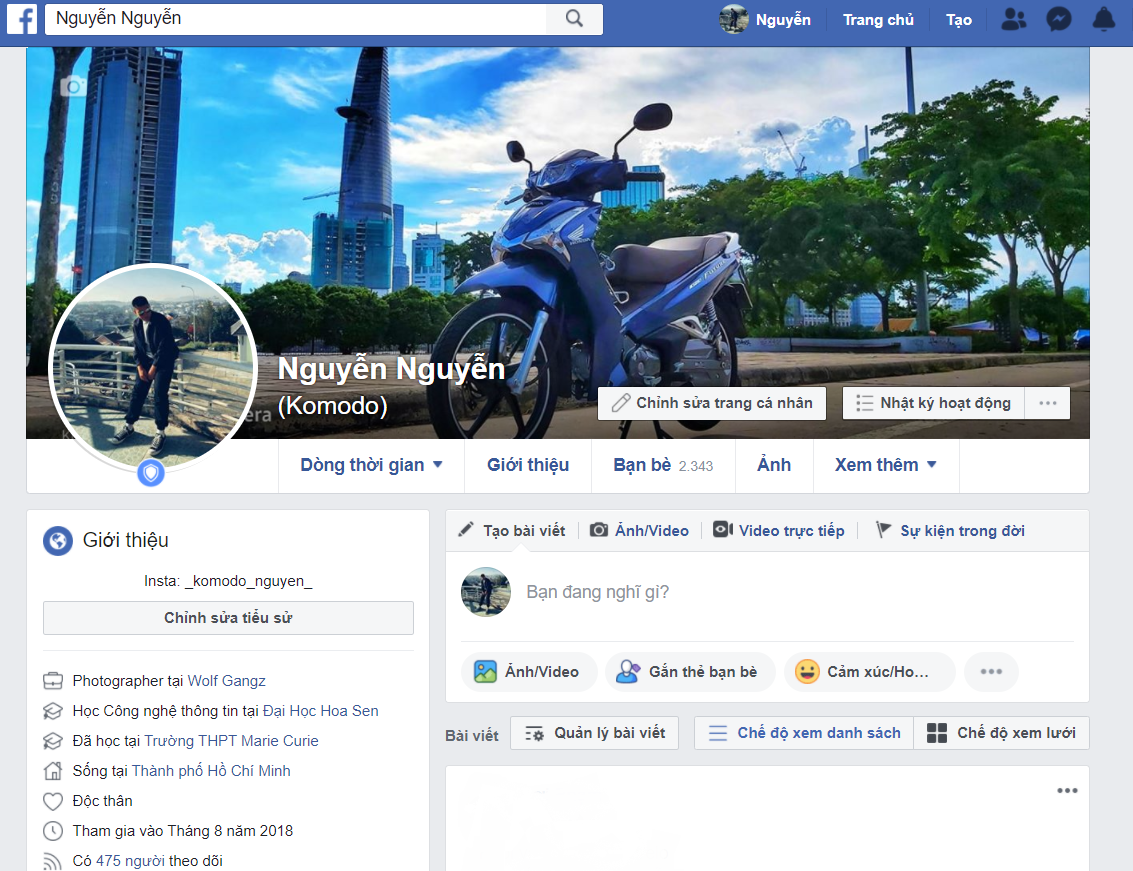 Nguyễn Nguyễn
Nguyễn
Trang chủ
Tạo
Nguyễn Nguyễn
(Komodo)
Chỉnh sửa trang cá nhân
Nhật ký hoạt động
Dòng thời gian
Giới thiệu
Bạn bè 2.343
Ảnh
Xem thêm
Giới thiệu
Insta: _komodo_nguyen_
Chỉnh sửa tiểu sử
Photographer tại Wolf Gangz
Học Công nghệ thông tin tại Đại Học Hoa Sen
Đã học tại Trường THPT Marie Curie
Sống tại Thành phố Hồ Chí Minh
Độc thân
Tham gia vào Tháng 8 năm 2018
Có 475 người theo dõi
Tạo bài viết
Ảnh/Video
Video trực tiếp
Sự kiện trong đời
Bạn đang nghĩ gì?
Ảnh/Video
Gắn thẻ bạn bè
Cảm xúc/Ho...
Bài viết
Quản lý bài viết
Chế độ xem danh sách
Chế độ xem lưới